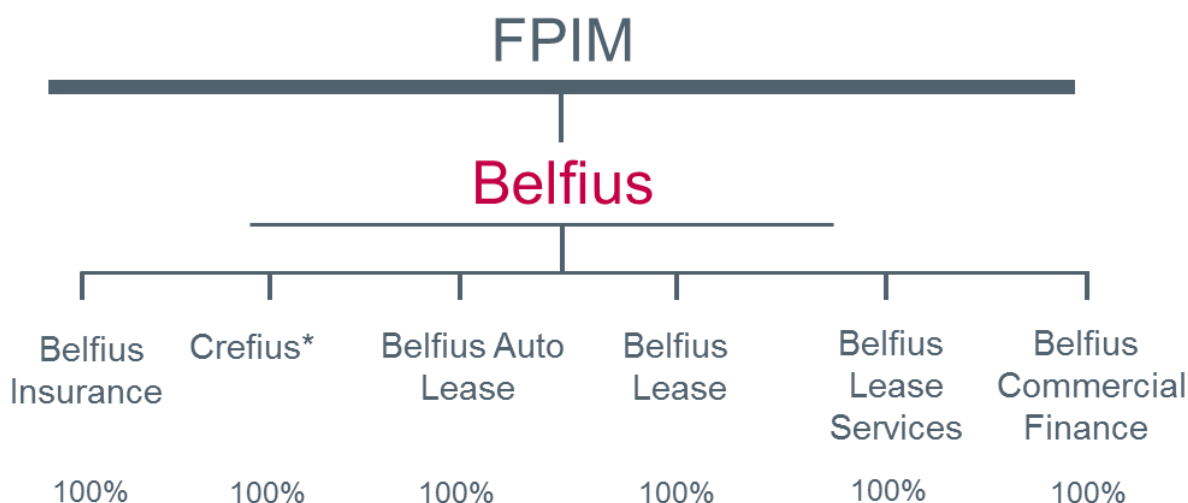 FPIM
Belfius
Belfius
Insurance
Crefius*
Belfius Auto
Lease
Belfius
Lease
Belfius
Lease
Services
Belfius
Commercial
Finance
100%
100%
100%
100%
100%
100%